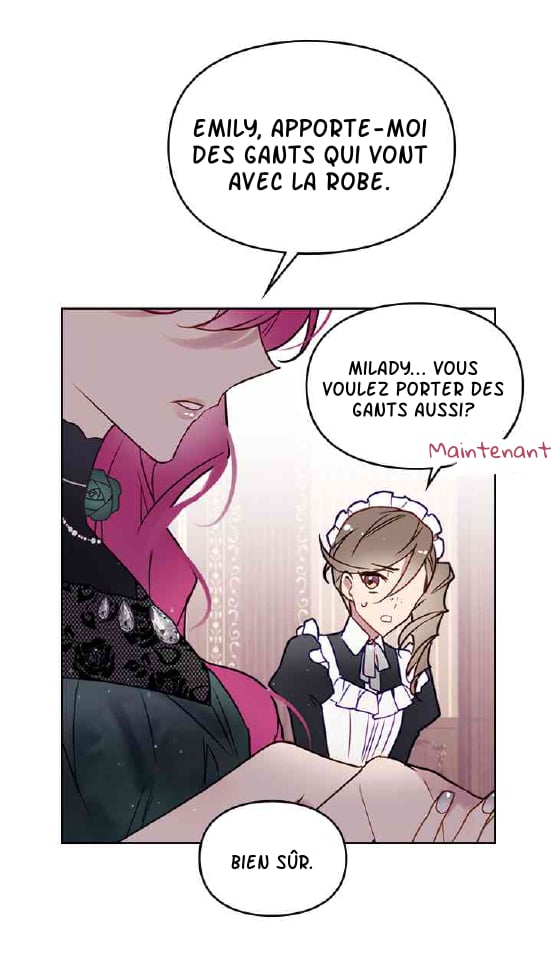 EMILY, APPORTE-MOI
DES GANTS QUI VONT
AVEC LA ROBE.
MILADY... VOUS
VOULEZ PORTER DES
GANTS AUSSI?
Maintenant
BIEN SÛR.